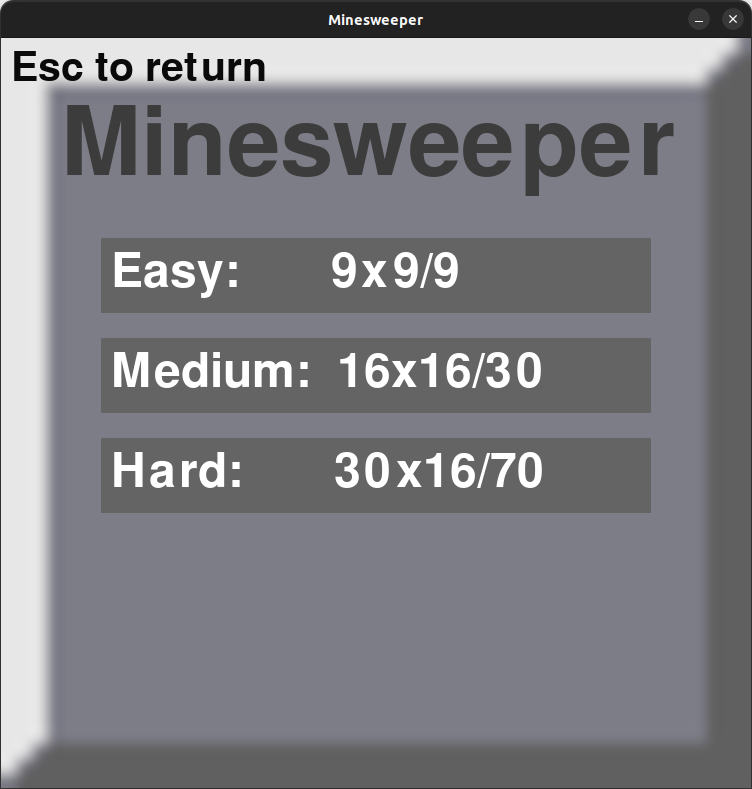 Minesweeper
Esc to return
Minesweeper
Easy: 9x9/9
Medium: 16x16/30
Hard: 30x16/70